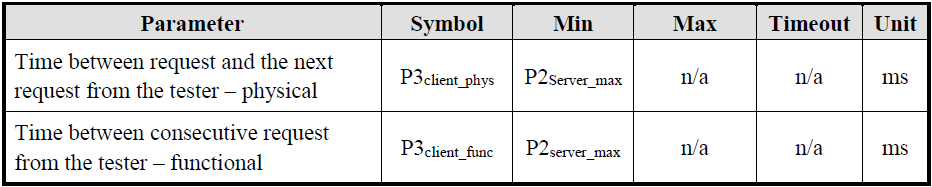 Parameter Symbol Min Max Timeout Unit
Time between request and the next
request from the tester – physical P3client_phys P2Server_max n/a n/a ms
Time between consecutive request
from the tester – functional P3client_func P2server_max n/a n/a ms